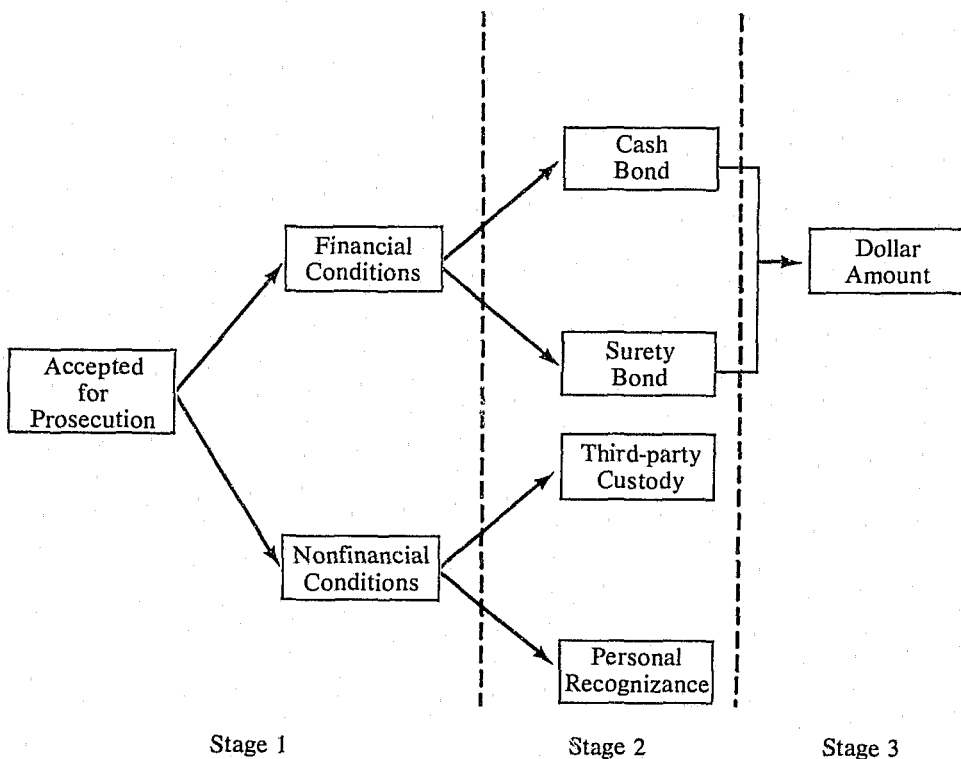 Accepted
for
Prosecution
Financial
Conditions
Nonfinancial
Conditions
Cash
Bond
Surety
Bond
Third-party
Custody
Personal
Recognizance
Dollar
Amount
Stage 1
Stage 2
Stage 3